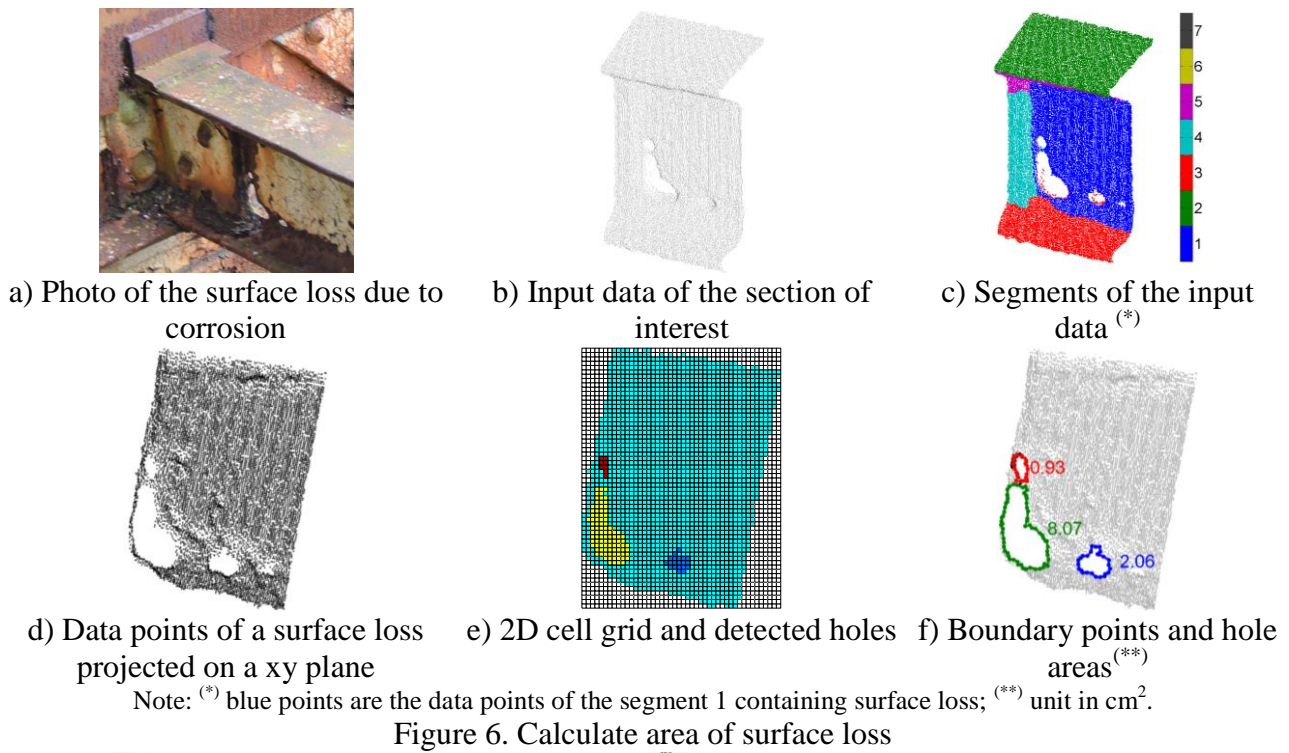 7
6
5
4
3
2
1
a) Photo of the surface loss due to
corrosion
b) Input data of the section of
interest
c) Segments of the input
data (*)
0.93
8.07
2.06
d) Data points of a surface loss
projected on a xy plane
e) 2D cell grid and detected holes
f) Boundary points and hole
areas(**)
Note: (*) blue points are the data points of the segment 1 containing surface loss; (**) unit in cm².
Figure 6. Calculate area of surface loss